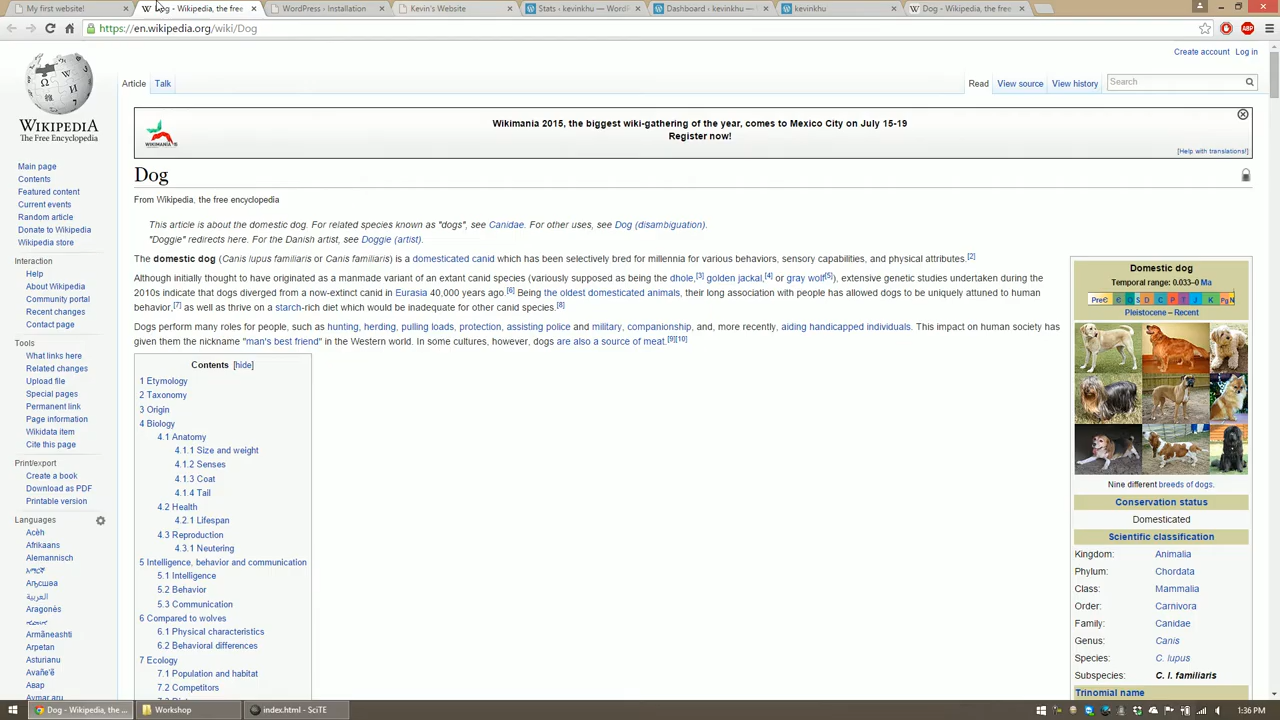 My first website!
Dog - Wikipedia, the free
WordPress › Installation
Kevin's Website
Stats ‹ kevinkhu — WordP
Dashboard ‹ kevinkhu —
kevinkhu
Dog - Wikipedia, the free
https://en.wikipedia.org/wiki/Dog
ABP
Create account Log in
Article Talk
Read View source View history
Search
WIKIPEDIA
The Free Encyclopedia
Main page
Contents
Featured content
Current events
Random article
Donate to Wikipedia
Wikipedia store
Interaction
Help
About Wikipedia
Community portal
Recent changes
Contact page
Tools
What links here
Related changes
Upload file
Special pages
Permanent link
Page information
Wikidata item
Cite this page
Print/export
Create a book
Download as PDF
Printable version
Languages
Acèh
Afrikaans
Alemannisch
አማርኛ
Аҧсшәа
العربية
Aragonés
Armãneashti
Arpetan
Asturianu
Avañe'ẽ
Авар
Aymar aru
Wikimania 2015, the biggest wiki-gathering of the year, comes to Mexico City on July 15-19
Register now!
[Help with translations!]
Dog
From Wikipedia, the free encyclopedia
This article is about the domestic dog. For related species known as "dogs", see Canidae. For other uses, see Dog (disambiguation).
"Doggie" redirects here. For the Danish artist, see Doggie (artist).
The domestic dog (Canis lupus familiaris or Canis familiaris) is a domesticated canid which has been selectively bred for millennia for various behaviors, sensory capabilities, and physical attributes.[2]
Although initially thought to have originated as a manmade variant of an extant canid species (variously supposed as being the dhole,[3] golden jackal,[4] or gray wolf[5]), extensive genetic studies undertaken during the
2010s indicate that dogs diverged from a now-extinct canid in Eurasia 40,000 years ago.[6] Being the oldest domesticated animals, their long association with people has allowed dogs to be uniquely attuned to human
behavior,[7] as well as thrive on a starch-rich diet which would be inadequate for other canid species.[8]
Dogs perform many roles for people, such as hunting, herding, pulling loads, protection, assisting police and military, companionship, and, more recently, aiding handicapped individuals. This impact on human society has
given them the nickname "man's best friend" in the Western world. In some cultures, however, dogs are also a source of meat.[9][10]
Contents [hide]
1 Etymology
2 Taxonomy
3 Origin
4 Biology
4.1 Anatomy
4.1.1 Size and weight
4.1.2 Senses
4.1.3 Coat
4.1.4 Tail
4.2 Health
4.2.1 Lifespan
4.3 Reproduction
4.3.1 Neutering
5 Intelligence, behavior and communication
5.1 Intelligence
5.2 Behavior
5.3 Communication
6 Compared to wolves
6.1 Physical characteristics
6.2 Behavioral differences
7 Ecology
7.1 Population and habitat
7.2 Competitors
Domestic dog
Temporal range: 0.033–0 Ma
PreЄ Є O S D C P T J K Pg N
Pleistocene – Recent
Nine different breeds of dogs.
Conservation status
Domesticated
Scientific classification
Kingdom: Animalia
Phylum: Chordata
Class: Mammalia
Order: Carnivora
Family: Canidae
Genus: Canis
Species: C. lupus
Subspecies: C. l. familiaris
Trinomial name
Dog - Wikipedia, the ...
Workshop
index.html - SciTE
1:36 PM